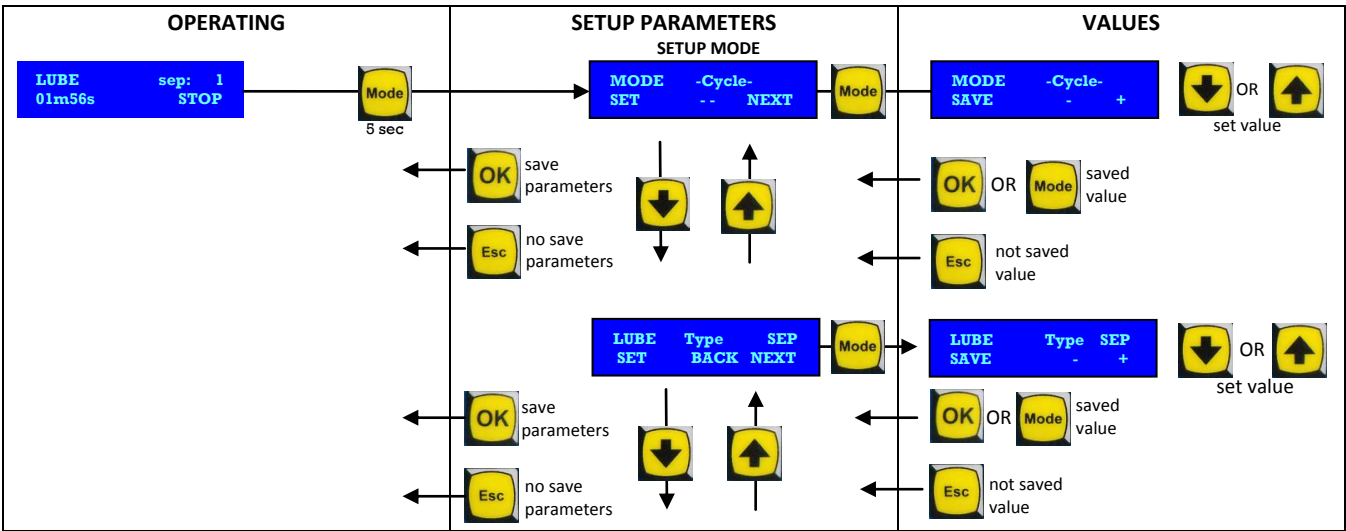 OPERATING
SETUP PARAMETERS
VALUES
SETUP MODE
LUBE sep: 1
01m56s STOP
Mode
5 sec
MODE -Cycle-
SET - - NEXT
Mode
MODE -Cycle-
SAVE - +
OR
set value
OK
save
parameters
OK OR Mode
saved
value
Esc
no save
parameters
Esc
not saved
value
LUBE Type SEP
SET BACK NEXT
Mode
LUBE Type SEP
SAVE - +
OR
set value
OK
save
parameters
OK OR Mode
saved
value
Esc
no save
parameters
Esc
not saved
value